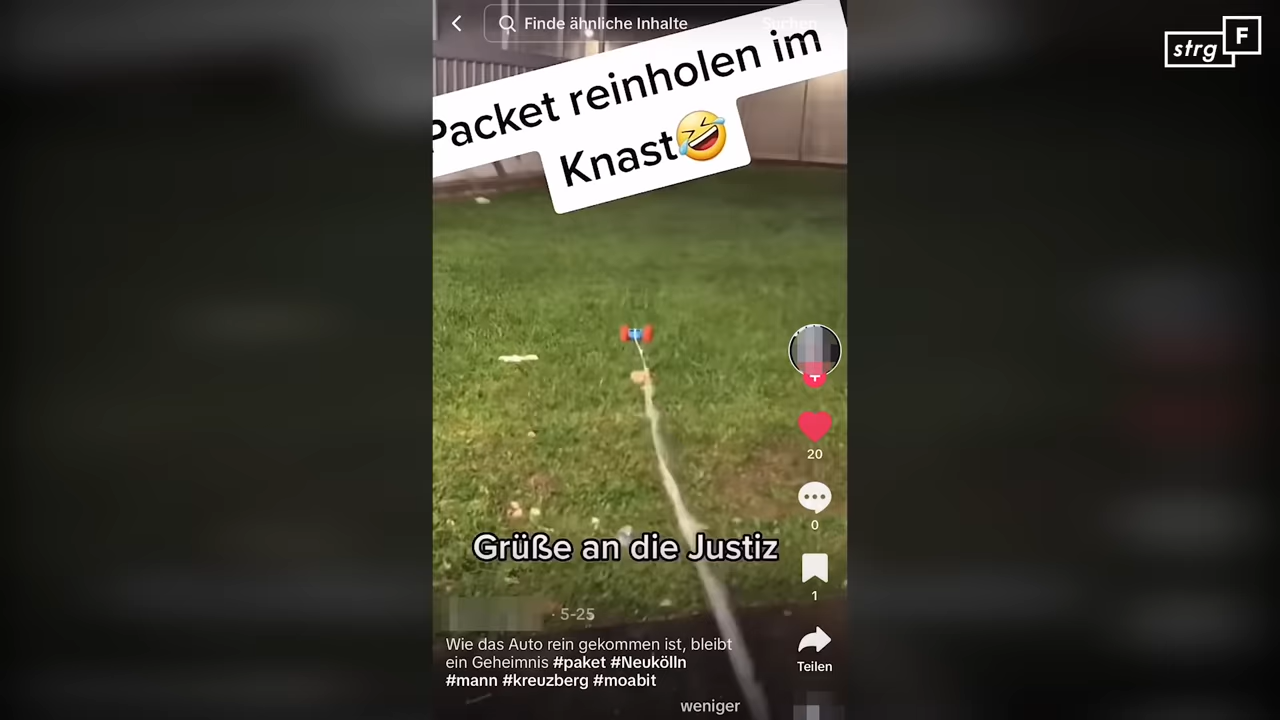 Finde ähnliche Inhalte
Suchen
strg F
Packet reinholen im
Knast
Grüße an die Justiz
· 5-25
Wie das Auto rein gekommen ist, bleibt
ein Geheimnis #paket #Neukölln
#mann #kreuzberg #moabit
weniger
20
0
1
Teilen